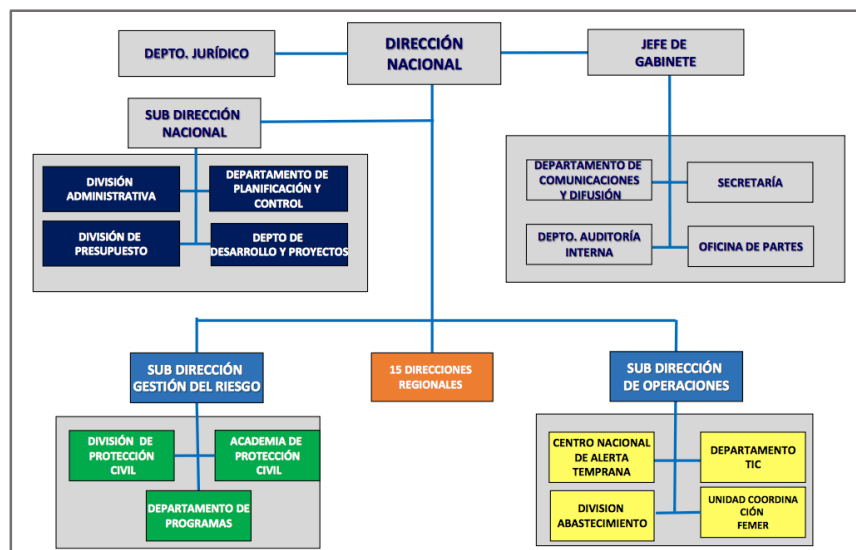 DEPTO. JURÍDICO
DIRECCIÓN
NACIONAL
JEFE DE
GABINETE
SUB DIRECCIÓN
NACIONAL
DIVISIÓN
ADMINISTRATIVA
DEPARTAMENTO DE
PLANIFICACIÓN Y
CONTROL
DIVISIÓN DE
PRESUPUESTO
DEPTO DE
DESARROLLO Y PROYECTOS
DEPARTAMENTO DE
COMUNICACIONES
Y DIFUSIÓN
SECRETARÍA
DEPTO. AUDITORÍA
INTERNA
OFICINA DE PARTES
SUB DIRECCIÓN
GESTIÓN DEL RIESGO
15 DIRECCIONES
REGIONALES
SUB DIRECCIÓN
DE OPERACIONES
DIVISIÓN DE
PROTECCIÓN
CIVIL
ACADEMIA DE
PROTECCIÓN
CIVIL
DEPARTAMENTO DE
PROGRAMAS
CENTRO NACIONAL
DE ALERTA
TEMPRANA
DEPARTAMENTO
TIC
DIVISION
ABASTECIMIENTO
UNIDAD COORDINA
CIÓN
FEMER